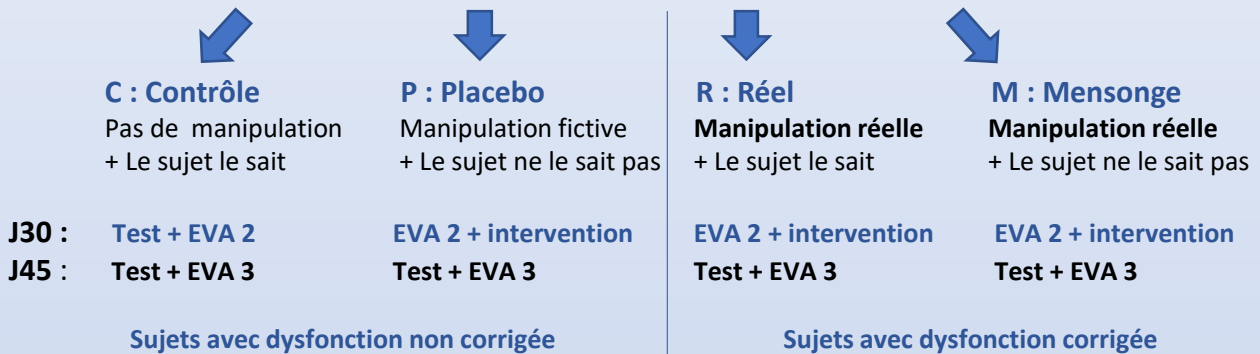 C : Contrôle P : Placebo R : Réel M : Mensonge
Pas de manipulation Manipulation fictive Manipulation réelle Manipulation réelle
+ Le sujet le sait + Le sujet ne le sait pas + Le sujet le sait + Le sujet ne le sait pas
J30 : Test + EVA 2 EVA 2 + intervention EVA 2 + intervention EVA 2 + intervention
J45 : Test + EVA 3 Test + EVA 3 Test + EVA 3 Test + EVA 3
Sujets avec dysfonction non corrigée Sujets avec dysfonction corrigée